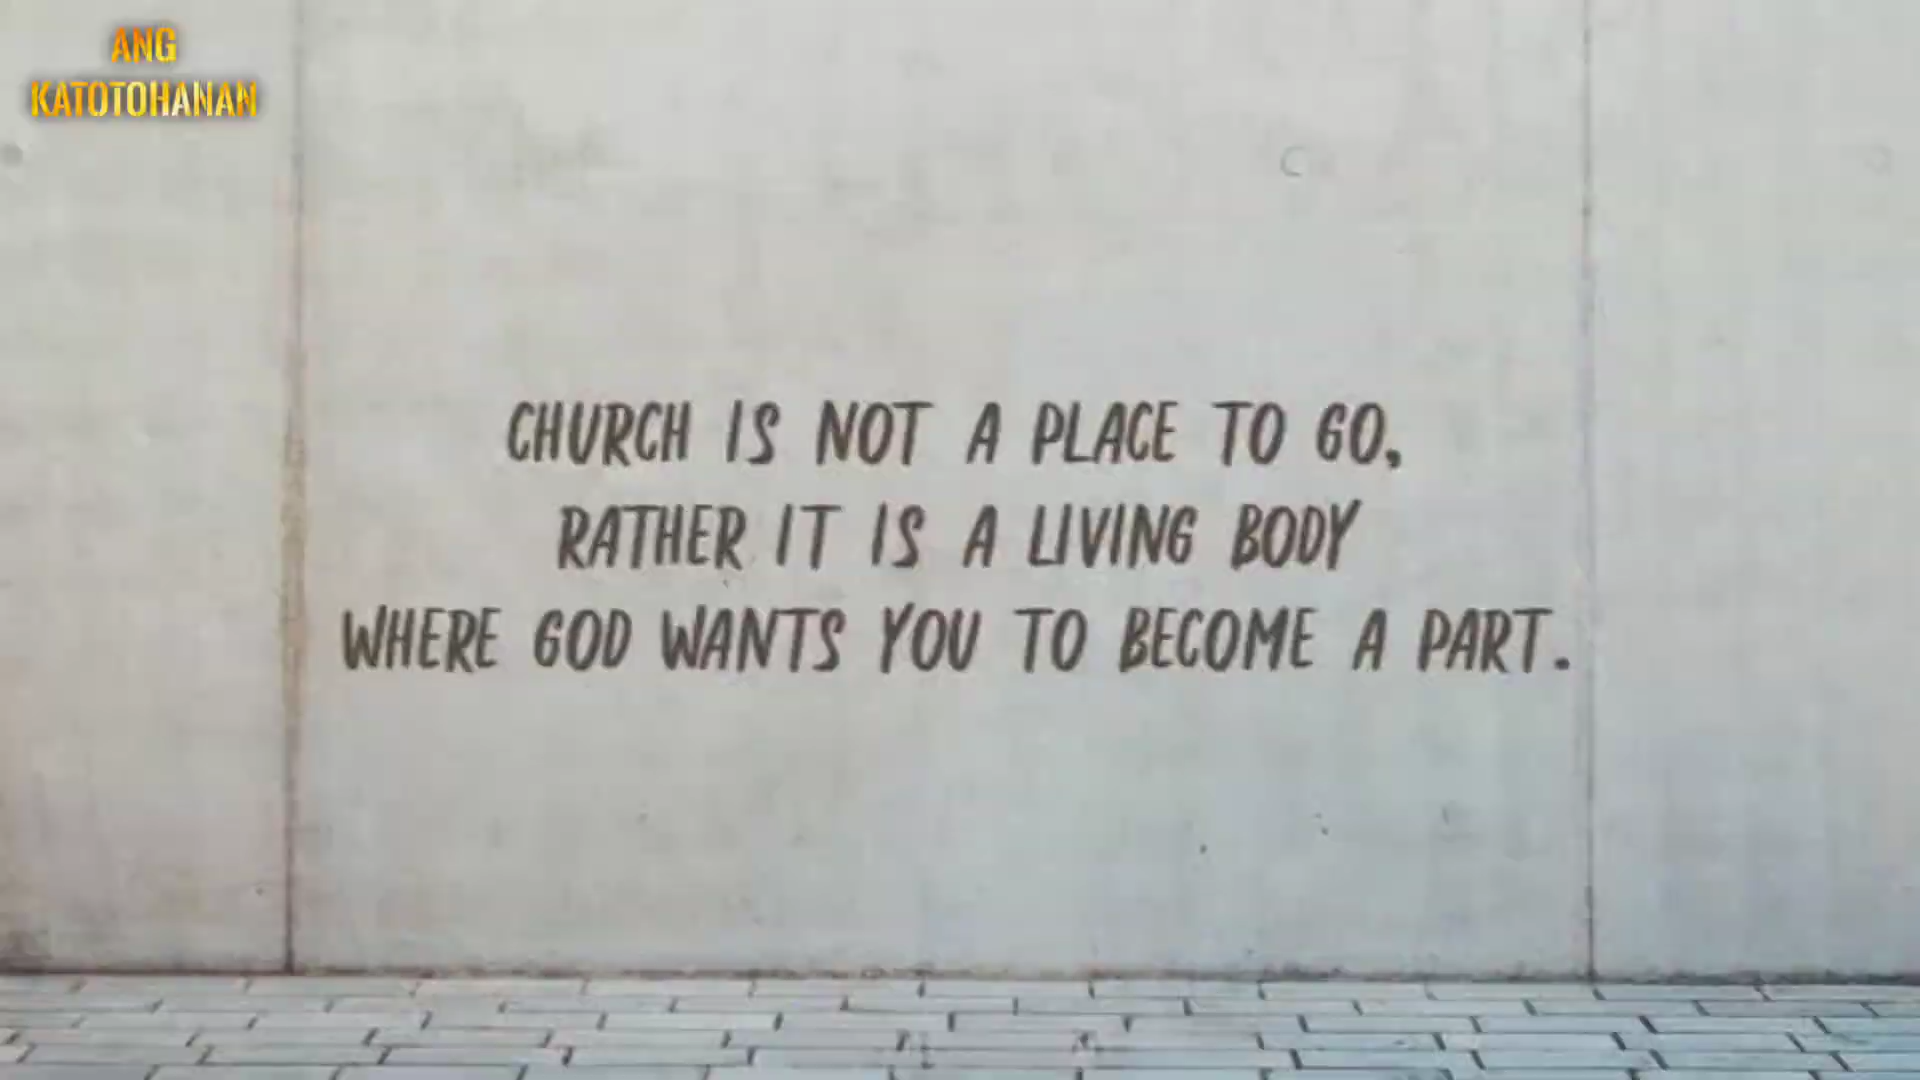 ANG
KATOTOHANAN
CHURCH IS NOT A PLACE TO GO,
RATHER IT IS A LIVING BODY
WHERE GOD WANTS YOU TO BECOME A PART.